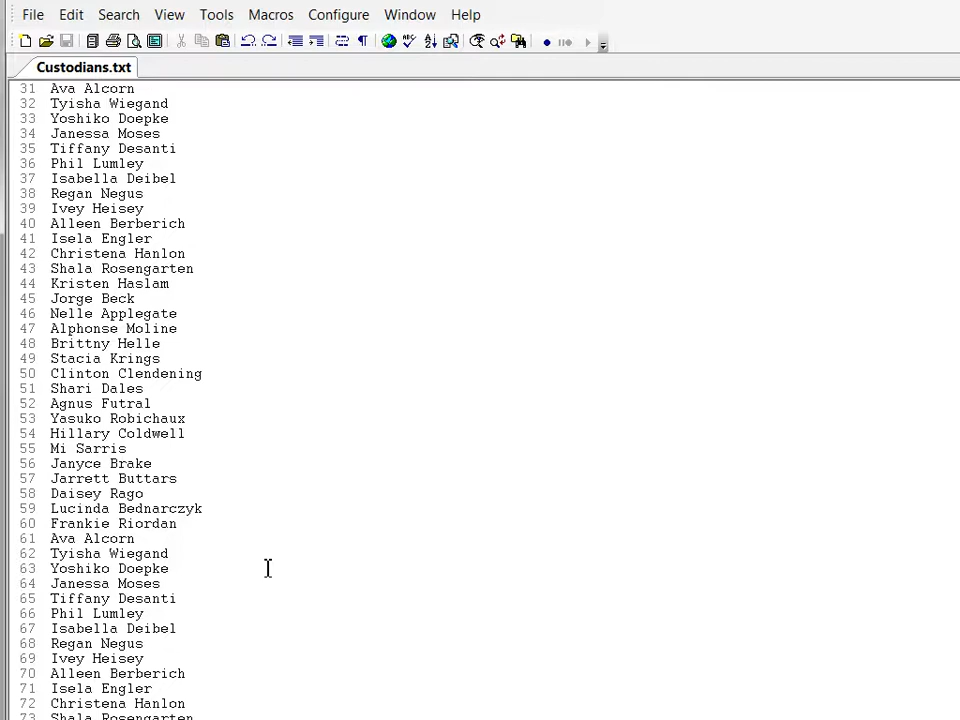 File Edit Search View Tools Macros Configure Window Help
Custodians.txt
31 Ava Alcorn
32 Tyisha Wiegand
33 Yoshiko Doepke
34 Janessa Moses
35 Tiffany Desanti
36 Phil Lumley
37 Isabella Deibel
38 Regan Negus
39 Ivey Heisey
40 Alleen Berberich
41 Isela Engler
42 Christena Hanlon
43 Shala Rosengarten
44 Kristen Haslam
45 Jorge Beck
46 Nelle Applegate
47 Alphonse Moline
48 Brittny Helle
49 Stacia Krings
50 Clinton Clendening
51 Shari Dales
52 Agnus Futral
53 Yasuko Robichaux
54 Hillary Coldwell
55 Mi Sarris
56 Janyce Brake
57 Jarrett Buttars
58 Daisey Rago
59 Lucinda Bednarczyk
60 Frankie Riordan
61 Ava Alcorn
62 Tyisha Wiegand
63 Yoshiko Doepke
64 Janessa Moses
65 Tiffany Desanti
66 Phil Lumley
67 Isabella Deibel
68 Regan Negus
69 Ivey Heisey
70 Alleen Berberich
71 Isela Engler
72 Christena Hanlon
73 Shala Rosengarten